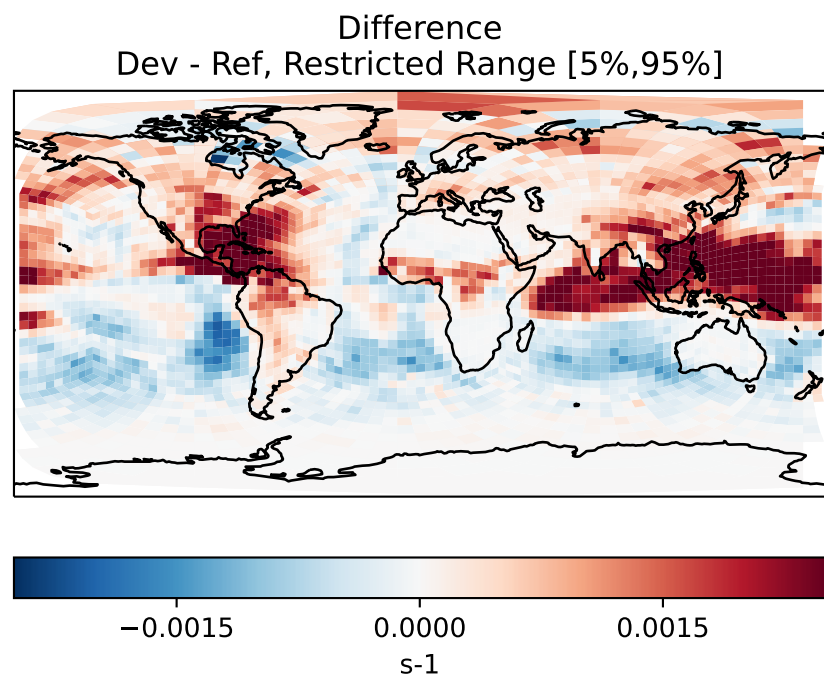 Difference
Dev - Ref, Restricted Range [5%,95%]
−0.0015 0.0000 0.0015
s-1